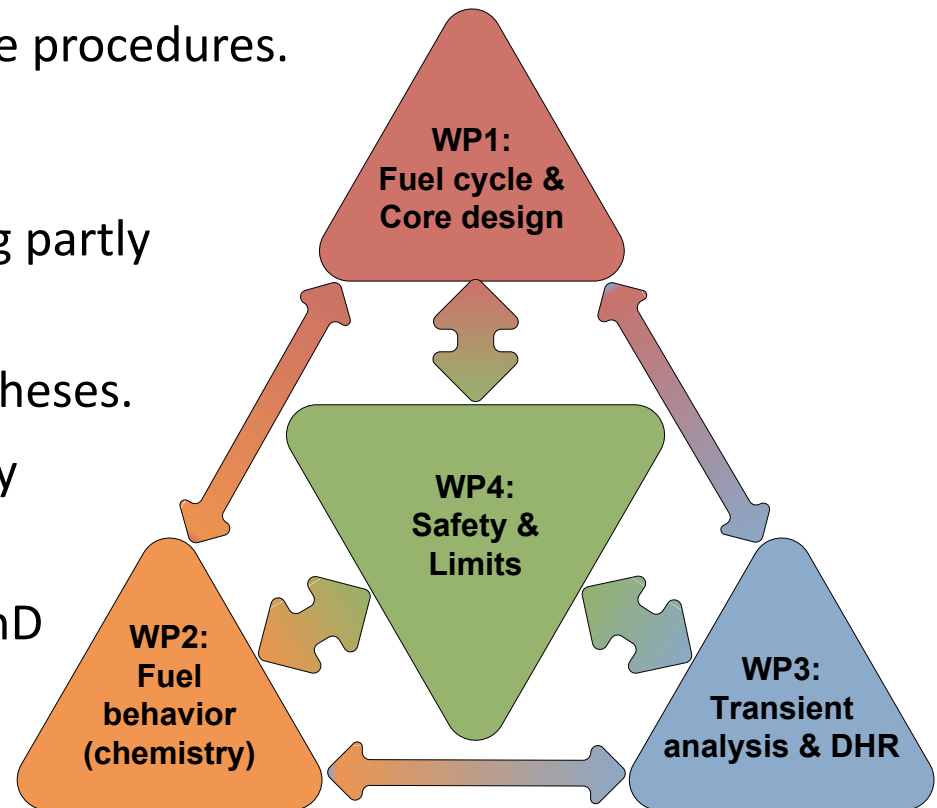 e procedures.
g partly
heses.
y
nD
WP1:
Fuel cycle &
Core design
WP4:
Safety &
Limits
WP2:
Fuel
behavior
(chemistry)
WP3:
Transient
analysis & DHR